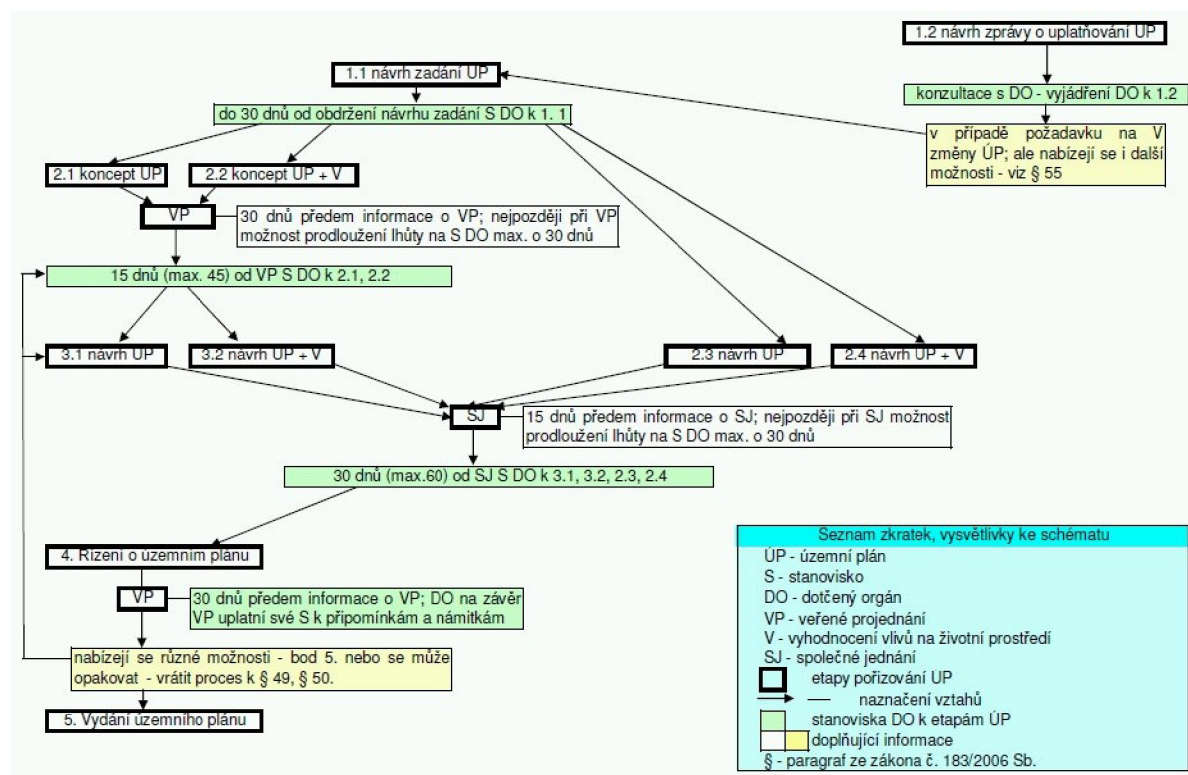 1.2 návrh zprávy o uplatňování ÚP
1.1 návrh zadání ÚP
konzultace s DO - vyjádření DO k 1.2
do 30 dnů od obdržení návrhu zadání S DO k 1. 1
v případě požadavku na V
změny ÚP; ale nabízejí se i další
možnosti - viz § 55
2.1 koncept ÚP
2.2 koncept ÚP + V
VP
30 dnů předem informace o VP; nejpozději při VP
možnost prodloužení lhůty na S DO max. o 30 dnů
15 dnů (max. 45) od VP S DO k 2.1, 2.2
3.1 návrh ÚP
3.2 návrh ÚP + V
2.3 návrh ÚP
2.4 návrh ÚP + V
SJ
15 dnů předem informace o SJ; nejpozději při SJ možnost
prodloužení lhůty na S DO max. o 30 dnů
30 dnů (max.60) od SJ S DO k 3.1, 3.2, 2.3, 2.4
4. Řízení o územním plánu
VP
30 dnů předem informace o VP; DO na závěr
VP uplatní své S k připomínkám a námitkám
nabízejí se různé možnosti - bod 5. nebo se může
opakovat - vrátit proces k § 49, § 50.
5. Vydání územního plánu
Seznam zkratek, vysvětlivky ke schématu
ÚP - územní plán
S - stanovisko
DO - dotčený orgán
VP - veřené projednání
V - vyhodnocení vlivů na životní prostředí
SJ - společné jednání
etapy pořizování ÚP
naznačení vztahů
stanoviska DO k etapám ÚP
doplňující informace
§ - paragraf ze zákona č. 183/2006 Sb.